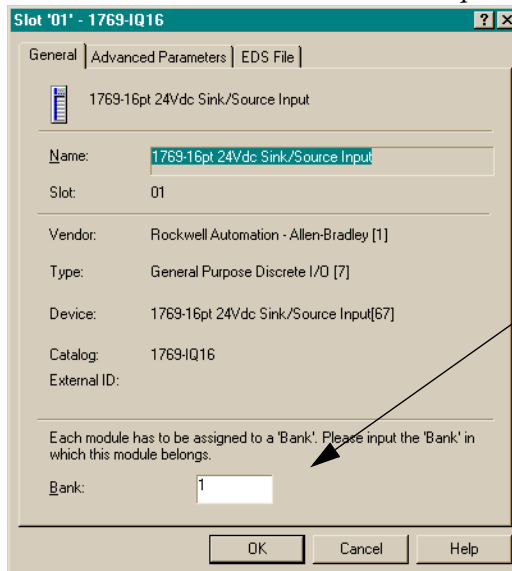 Slot '01' - 1769-IQ16
General Advanced Parameters EDS File
1769-16pt 24Vdc Sink/Source Input
Name: 1769-16pt 24Vdc Sink/Source Input
Slot: 01
Vendor: Rockwell Automation - Allen-Bradley [1]
Type: General Purpose Discrete I/O [7]
Device: 1769-16pt 24Vdc Sink/Source Input[67]
Catalog: 1769-IQ16
External ID:
Each module has to be assigned to a 'Bank'. Please input the 'Bank' in
which this module belongs.
Bank: 1
OK Cancel Help